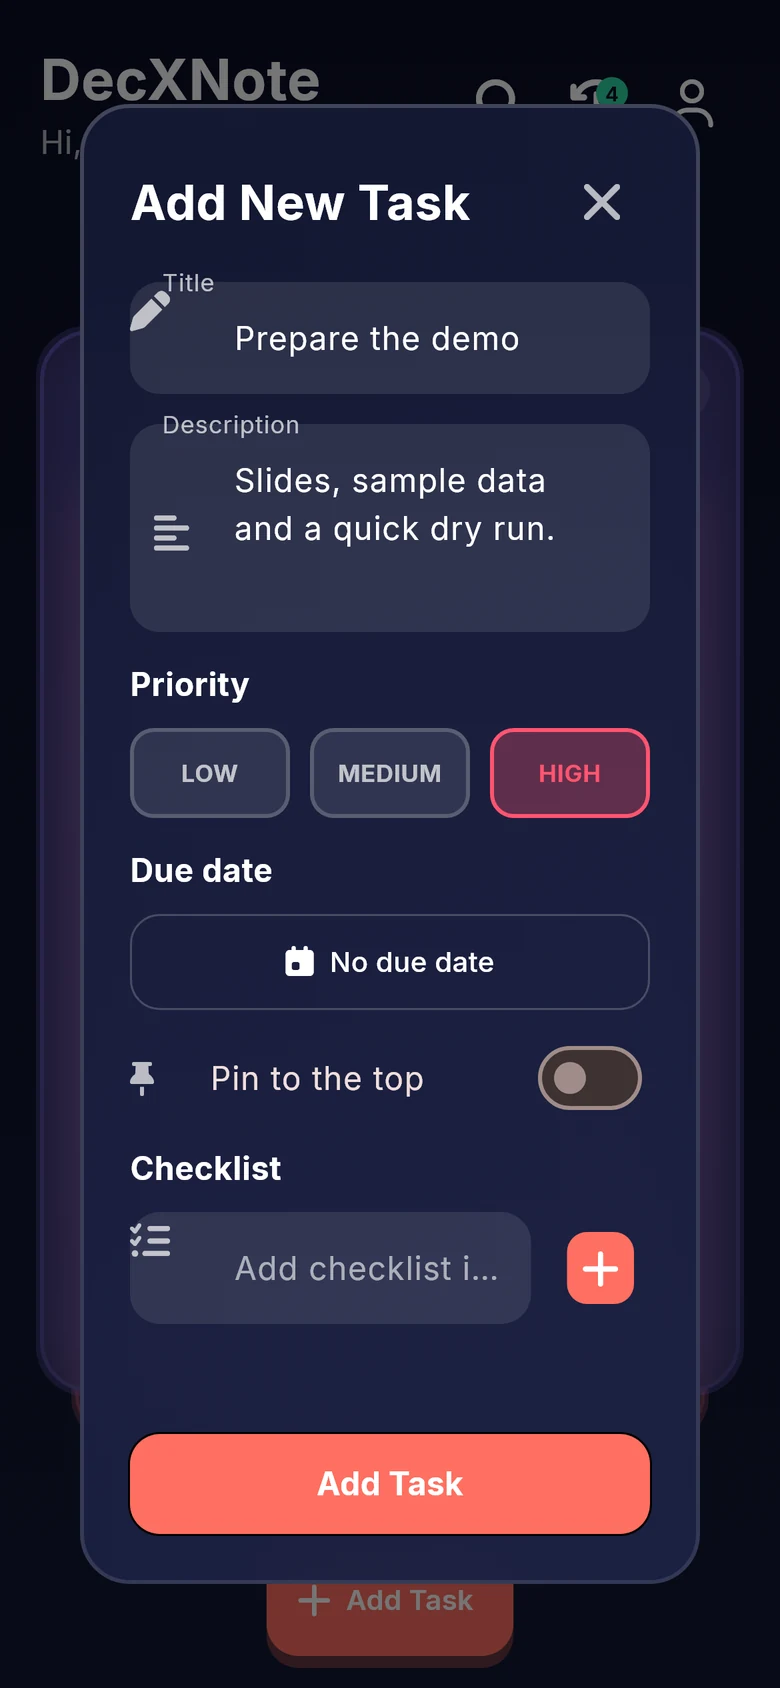 DecXNote
4
Hi,
Add New Task
Title
Prepare the demo
Description
Slides, sample data
and a quick dry run.
Priority
LOW
MEDIUM
HIGH
Due date
No due date
Pin to the top
Checklist
Add checklist i...
Add Task
Add Task